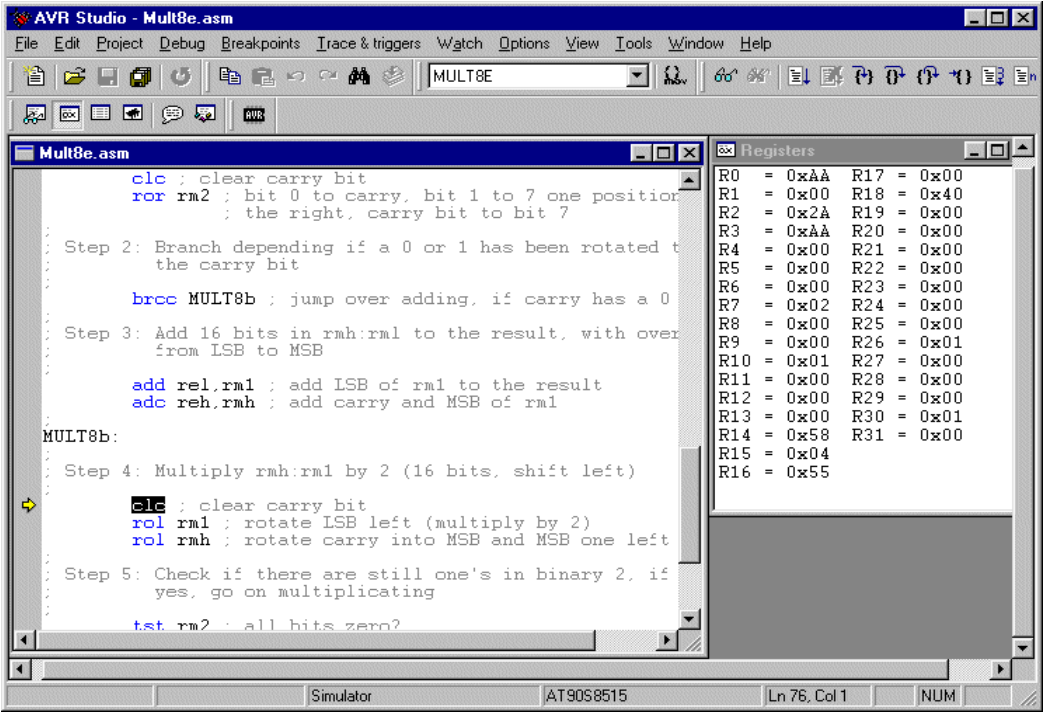 AVR Studio - Mult8e.asm
File Edit Project Debug Breakpoints Trace & triggers Watch Options View Tools Window Help
MULT8E
AVR
Mult8e.asm
clc ; clear carry bit
ror rm2 ; bit 0 to carry, bit 1 to 7 one position
; the right, carry bit to bit 7
;
; Step 2: Branch depending if a 0 or 1 has been rotated t
; the carry bit
;
brcc MULT8b ; jump over adding, if carry has a 0
;
; Step 3: Add 16 bits in rmh:rml to the result, with over
; from LSB to MSB
;
add rel,rm1 ; add LSB of rm1 to the result
adc reh,rmh ; add carry and MSB of rm1
;
MULT8b:
;
; Step 4: Multiply rmh:rm1 by 2 (16 bits, shift left)
;
clc ; clear carry bit
rol rm1 ; rotate LSB left (multiply by 2)
rol rmh ; rotate carry into MSB and MSB one left
;
; Step 5: Check if there are still one's in binary 2, if
; yes, go on multiplicating
;
tst rm2 ; all bits zero?
Registers
R0 = 0xAA R17 = 0x00
R1 = 0x00 R18 = 0x40
R2 = 0x2A R19 = 0x00
R3 = 0xAA R20 = 0x00
R4 = 0x00 R21 = 0x00
R5 = 0x00 R22 = 0x00
R6 = 0x00 R23 = 0x00
R7 = 0x02 R24 = 0x00
R8 = 0x00 R25 = 0x00
R9 = 0x00 R26 = 0x01
R10 = 0x01 R27 = 0x00
R11 = 0x00 R28 = 0x00
R12 = 0x00 R29 = 0x00
R13 = 0x00 R30 = 0x01
R14 = 0x58 R31 = 0x00
R15 = 0x04
R16 = 0x55
Simulator AT90S8515 Ln 76, Col 1 NUM